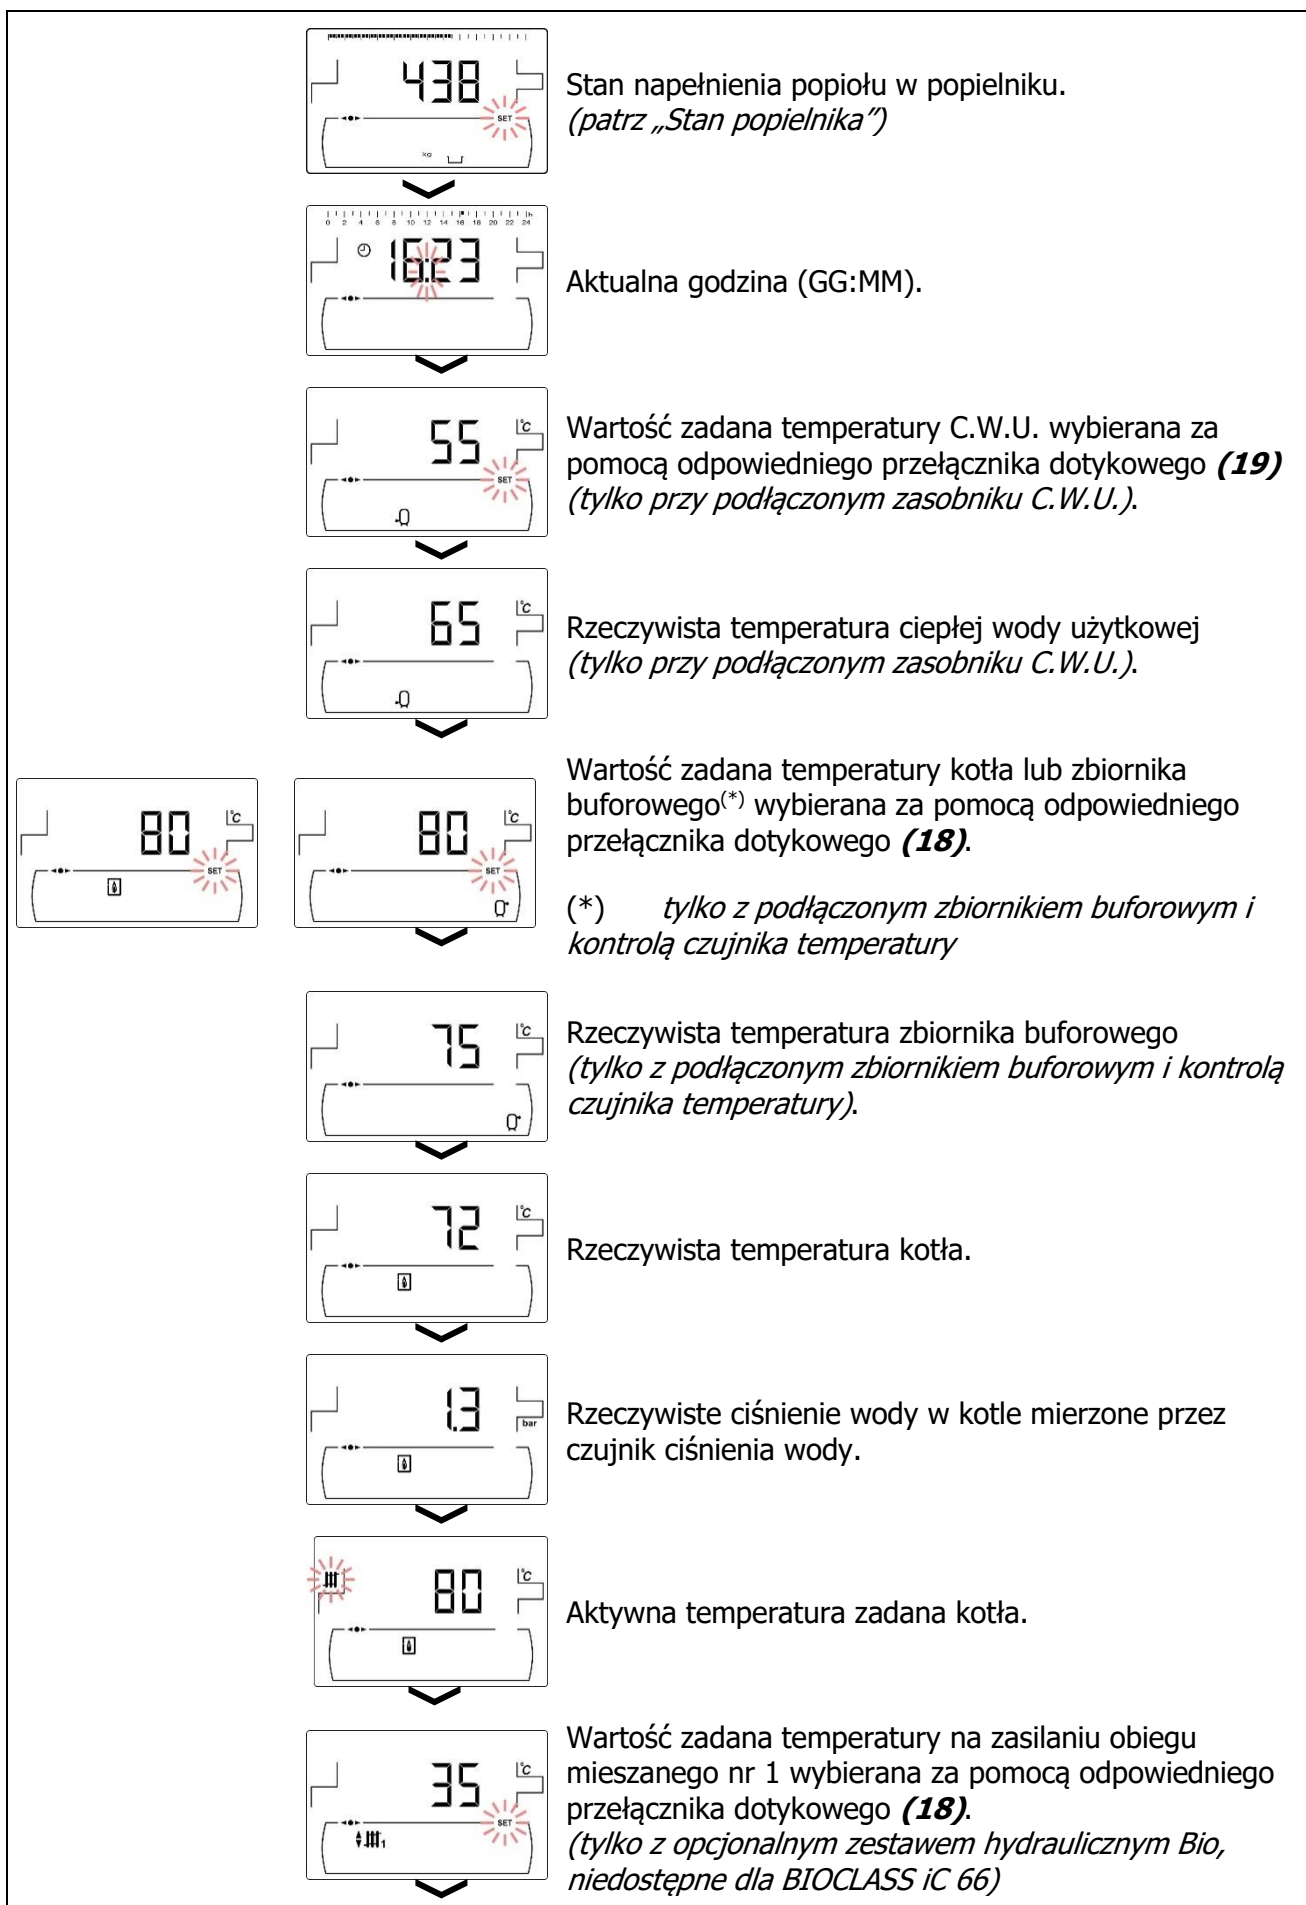 438
SET
kg
Stan napełnienia popiołu w popielniku.
(patrz „Stan popielnika”)
0 2 4 6 8 10 12 14 16 18 20 22 24 h
16:23
Aktualna godzina (GG:MM).
55 °C
SET
Wartość zadana temperatury C.W.U. wybierana za
pomocą odpowiedniego przełącznika dotykowego (19)
(tylko przy podłączonym zasobniku C.W.U.).
65 °C
Rzeczywista temperatura ciepłej wody użytkowej
(tylko przy podłączonym zasobniku C.W.U.).
80 °C
SET
80 °C
SET
Wartość zadana temperatury kotła lub zbiornika
buforowego(*) wybierana za pomocą odpowiedniego
przełącznika dotykowego (18).
(*) tylko z podłączonym zbiornikiem buforowym i
kontrolą czujnika temperatury
75 °C
Rzeczywista temperatura zbiornika buforowego
(tylko z podłączonym zbiornikiem buforowym i kontrolą
czujnika temperatury).
72 °C
Rzeczywista temperatura kotła.
1.3 bar
Rzeczywiste ciśnienie wody w kotle mierzone przez
czujnik ciśnienia wody.
80 °C
Aktywna temperatura zadana kotła.
35 °C
SET
1
Wartość zadana temperatury na zasilaniu obiegu
mieszanego nr 1 wybierana za pomocą odpowiedniego
przełącznika dotykowego (18).
(tylko z opcjonalnym zestawem hydraulicznym Bio,
niedostępne dla BIOCLASS iC 66)